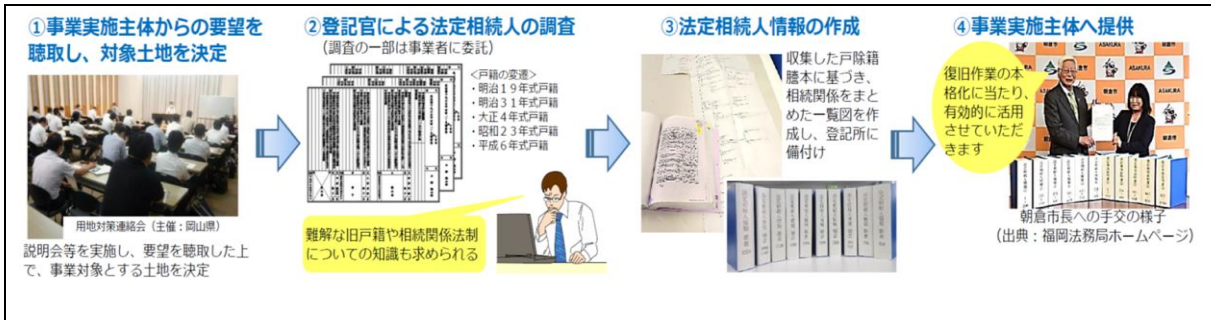 ①事業実施主体からの要望を
聴取し、対象土地を決定
用地対策連絡会（主催：岡山県）
説明会等を実施し、要望を聴取した上
で、事業対象とする土地を決定
②登記官による法定相続人の調査
（調査の一部は事業者に委託）
＜戸籍の変遷＞
・明治１９年式戸籍
・明治３１年式戸籍
・大正４年式戸籍
・昭和２３年式戸籍
・平成６年式戸籍
難解な旧戸籍や相続関係法制
についての知識も求められる
③法定相続人情報の作成
収集した戸除籍
謄本に基づき、
相続関係をまと
めた一覧図を作
成し、登記所に
備付け
④事業実施主体へ提供
復旧作業の本
格化に当たり、
有効的に活用
させていただ
きます
ASAKURA
朝倉市
朝倉市長への手交の様子
（出典：福岡法務局ホームページ）